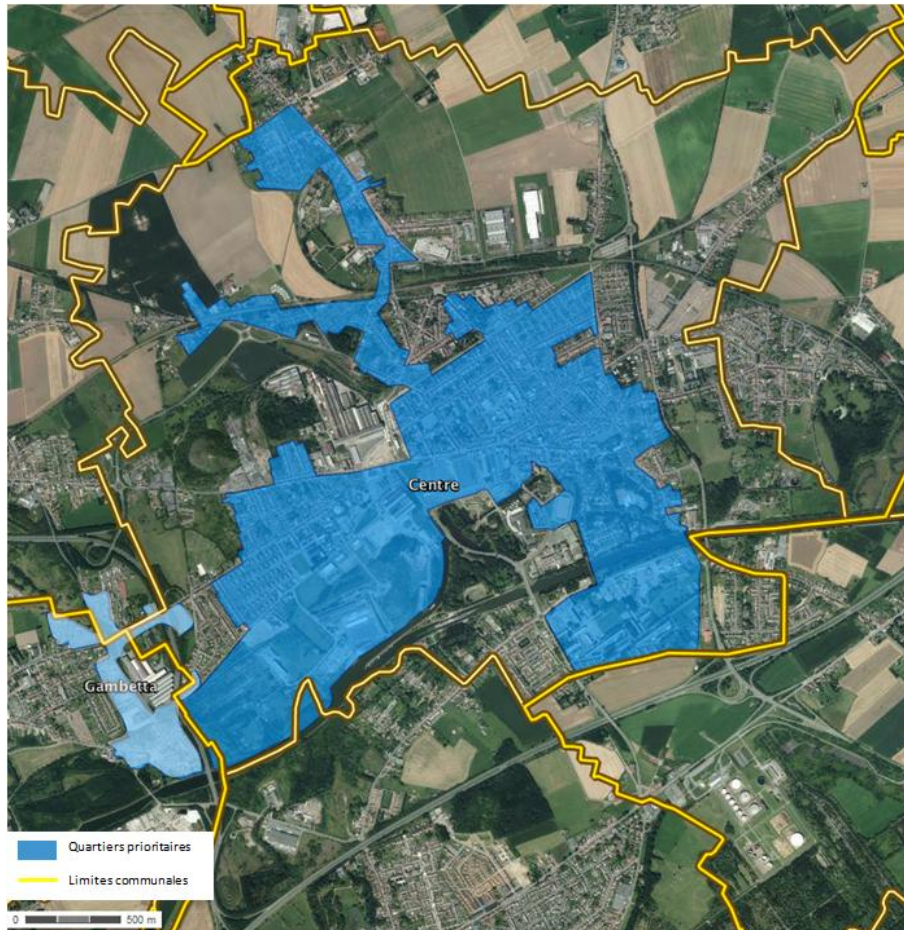 Centre
Gambetta
Quartiers prioritaires
Limites communales
0 500 m